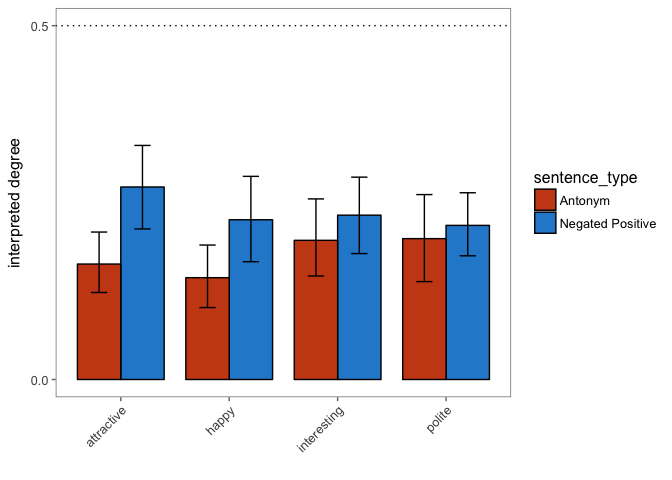 0.5
0.0
interpreted degree
attractive
happy
interesting
polite
sentence_type
Antonym
Negated Positive